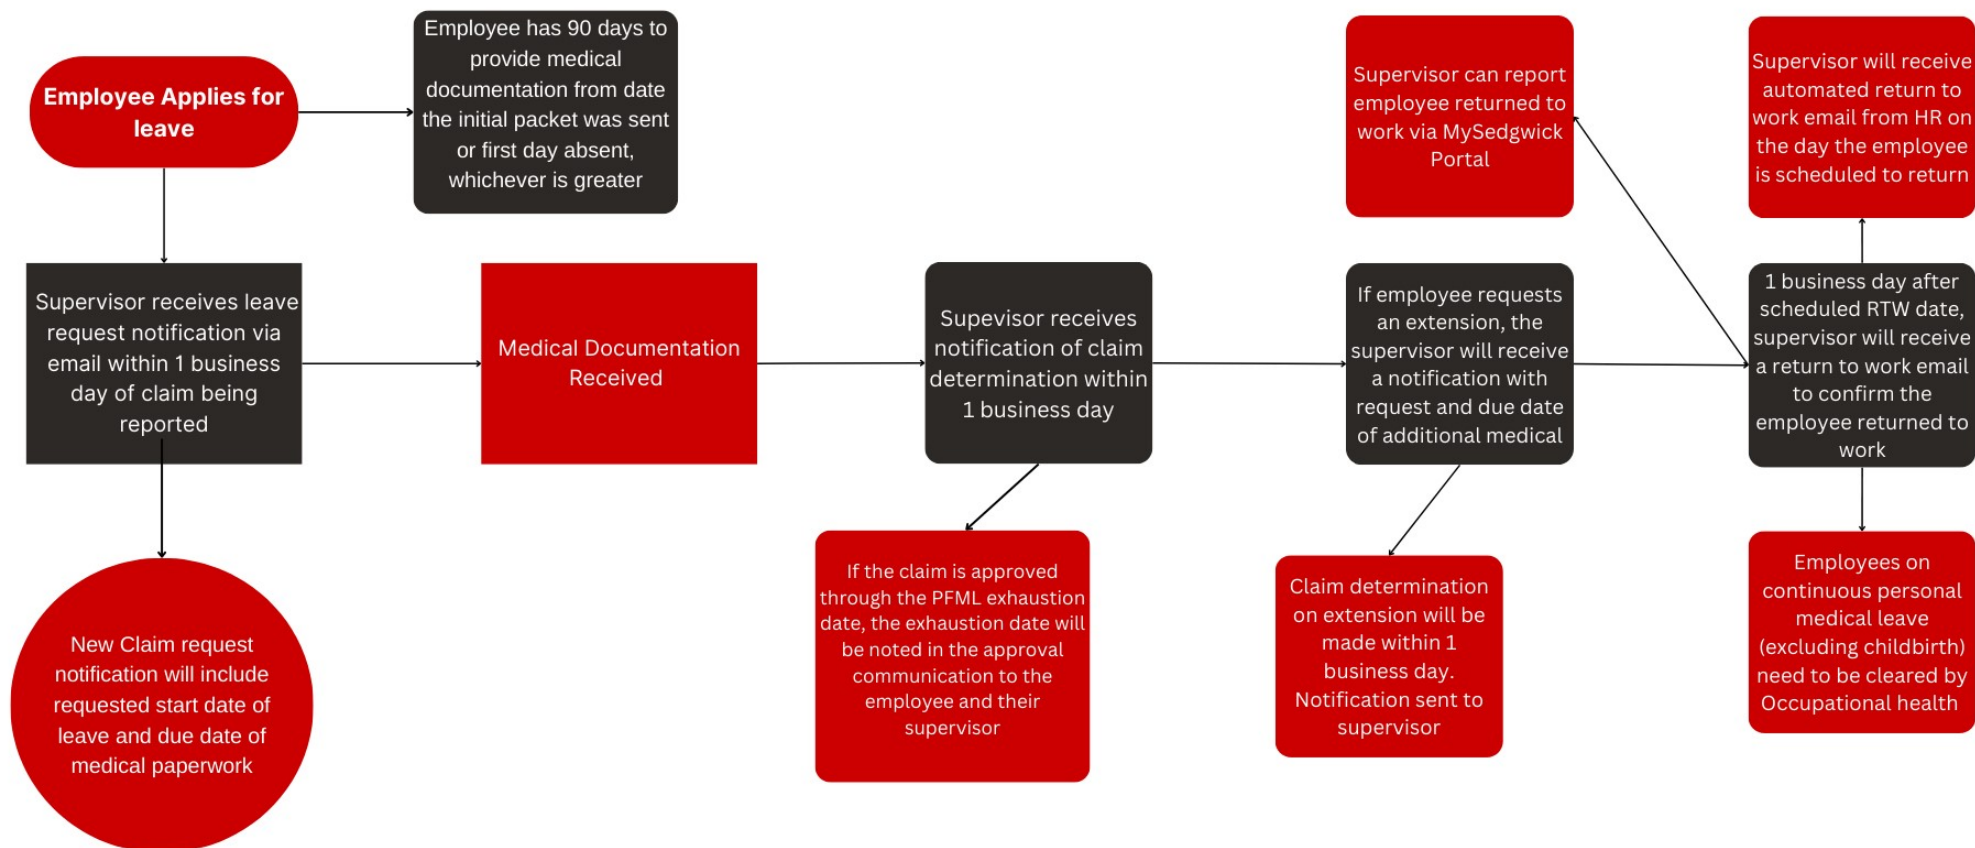 Employee Applies for
leave
Employee has 90 days to
provide medical
documentation from date
the initial packet was sent
or first day absent,
whichever is greater
Supervisor can report
employee returned to
work via MySedgwick
Portal
Supervisor will receive
automated return to
work email from HR on
the day the employee
is scheduled to return
Supervisor receives leave
request notification via
email within 1 business
day of claim being
reported
Medical Documentation
Received
Supevisor receives
notification of claim
determination within
1 business day
If employee requests
an extension, the
supervisor will receive
a notification with
request and due date
of additional medical
1 business day after
scheduled RTW date,
supervisor will receive
a return to work email
to confirm the
employee returned to
work
New Claim request
notification will include
requested start date of
leave and due date of
medical paperwork
If the claim is approved
through the PFML exhaustion
date, the exhaustion date will
be noted in the approval
communication to the
employee and their
supervisor
Claim determination
on extension will be
made within 1
business day.
Notification sent to
supervisor
Employees on
continuous personal
medical leave
(excluding childbirth)
need to be cleared by
Occupational health